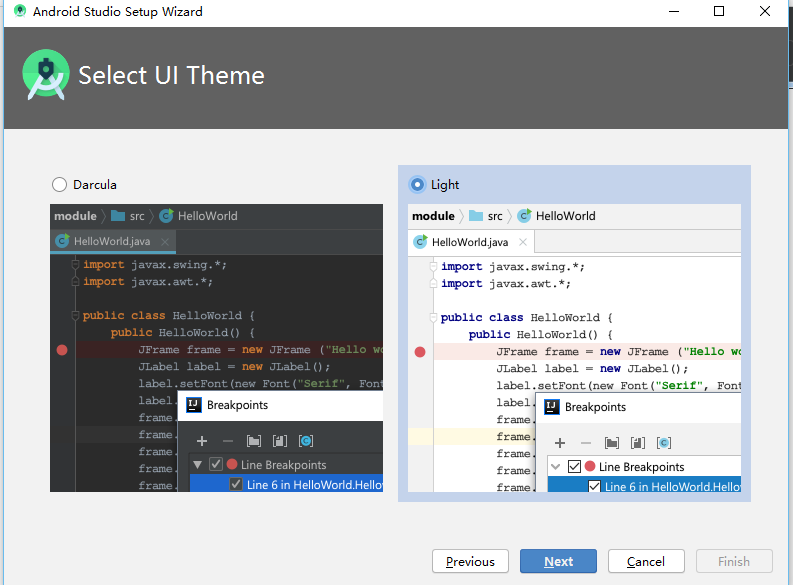 Android Studio Setup Wizard
Select UI Theme
Darcula
module src HelloWorld
HelloWorld.java
import javax.swing.*;
import javax.awt.*;
public class HelloWorld {
public HelloWorld() {
JFrame frame = new JFrame ("Hello wo
JLabel label = new JLabel();
label.setFont(new Font("Serif", Font
label.
frame.
frame.
frame.
frame.
frame.
Breakpoints
Line Breakpoints
Line 6 in HelloWorld.Hello
Light
module src HelloWorld
HelloWorld.java
import javax.swing.*;
import javax.awt.*;
public class HelloWorld {
public HelloWorld() {
JFrame frame = new JFrame ("Hello wo
JLabel label = new JLabel();
label.setFont(new Font("Serif", Font
label.
frame.
frame.
frame.
frame.
frame.
Breakpoints
Line Breakpoints
Line 6 in HelloWorld.Hello
Previous Next Cancel Finish